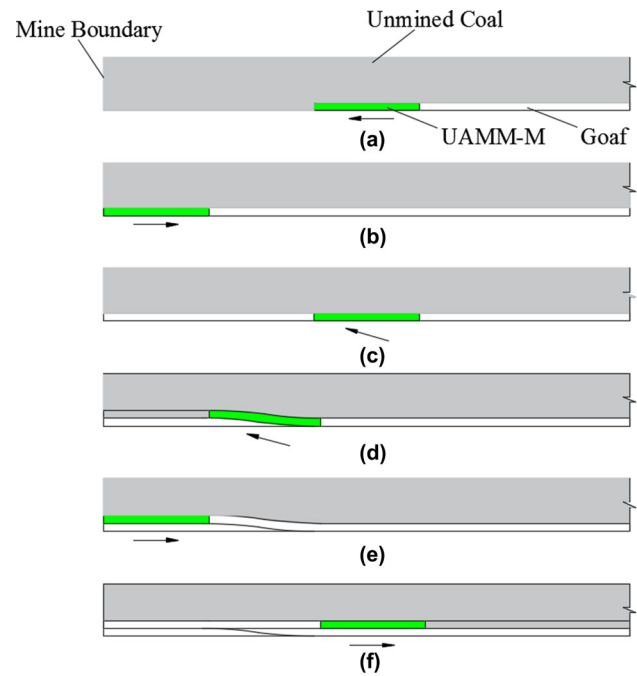 Unmined Coal
Mine Boundary
(a)
UAMM-M
Goaf
(b)
(c)
(d)
(e)
(f)